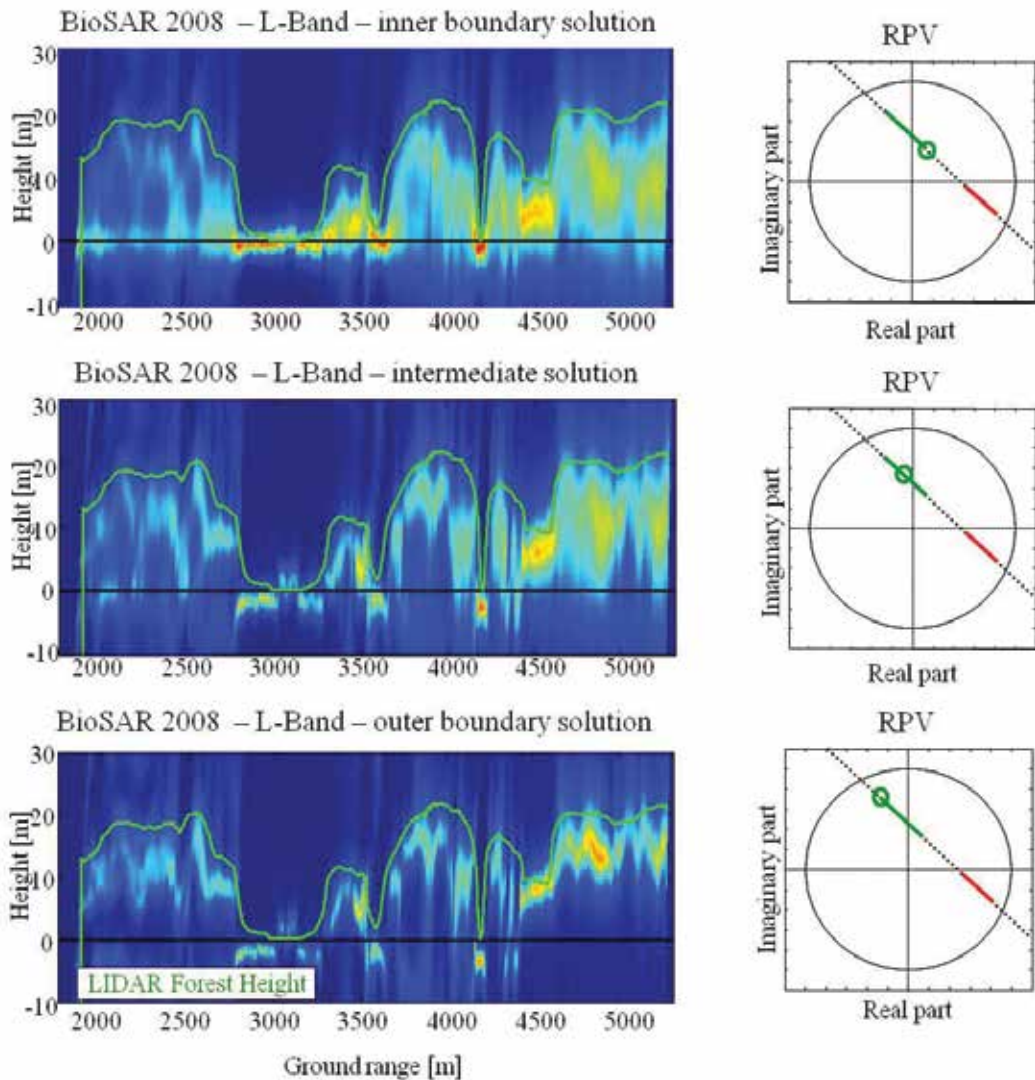 BioSAR 2008 – L-Band – inner boundary solution
RPV
Height [m]
30
20
10
0
-10
2000 2500 3000 3500 4000 4500 5000
Imaginary part
Real part
BioSAR 2008 – L-Band – intermediate solution
RPV
Height [m]
30
20
10
0
-10
2000 2500 3000 3500 4000 4500 5000
Imaginary part
Real part
BioSAR 2008 – L-Band – outer boundary solution
RPV
Height [m]
30
20
10
0
-10
LIDAR Forest Height
2000 2500 3000 3500 4000 4500 5000
Imaginary part
Real part
Ground range [m]